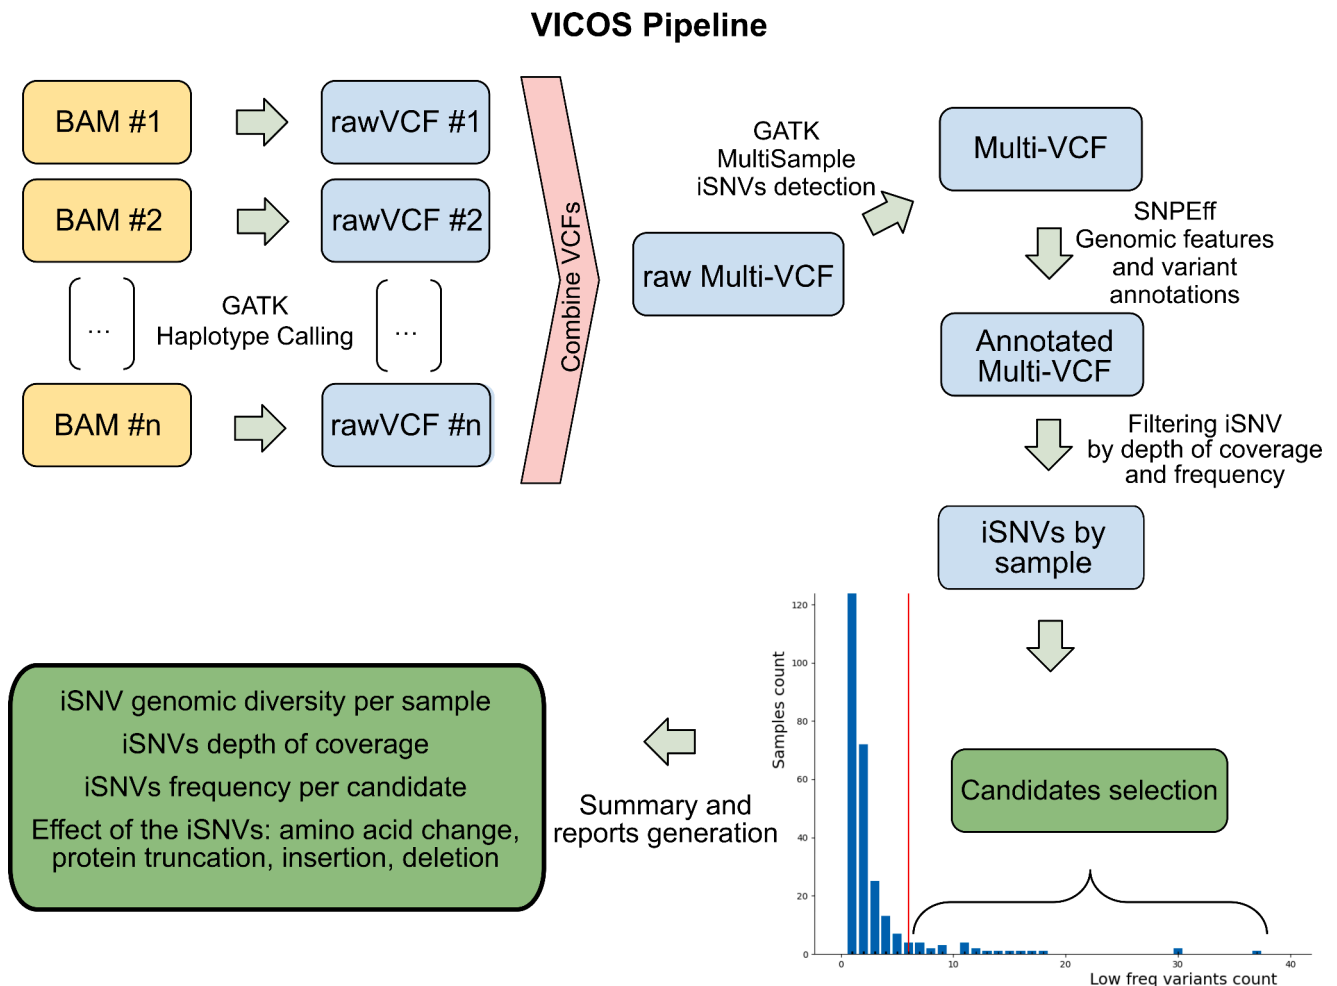 VICOS Pipeline
BAM #1
rawVCF #1
BAM #2
rawVCF #2
...
GATK
Haplotype Calling
...
BAM #n
rawVCF #n
Combine VCFs
raw Multi-VCF
GATK
MultiSample
iSNVs detection
Multi-VCF
SNPEff
Genomic features
and variant
annotations
Annotated
Multi-VCF
Filtering iSNV
by depth of coverage
and frequency
iSNVs by
sample
Candidates selection
Samples count
120
100
80
60
40
20
0
0
10
20
30
40
Low freq variants count
Summary and
reports generation
iSNV genomic diversity per sample
iSNVs depth of coverage
iSNVs frequency per candidate
Effect of the iSNVs: amino acid change,
protein truncation, insertion, deletion